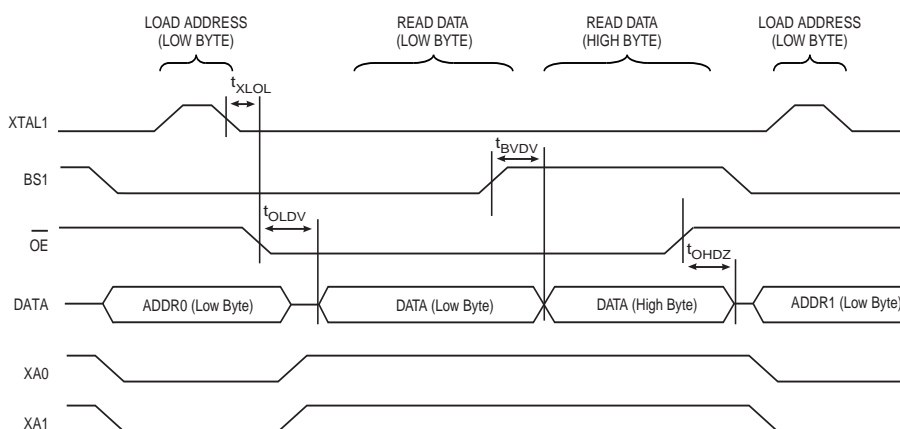 LOAD ADDRESS
(LOW BYTE)
READ DATA
(LOW BYTE)
READ DATA
(HIGH BYTE)
LOAD ADDRESS
(LOW BYTE)
tXLOL
XTAL1
tBVDV
BS1
tOLDV
OE
tOHDZ
DATA
ADDR0 (Low Byte)
DATA (Low Byte)
DATA (High Byte)
ADDR1 (Low Byte)
XA0
XA1